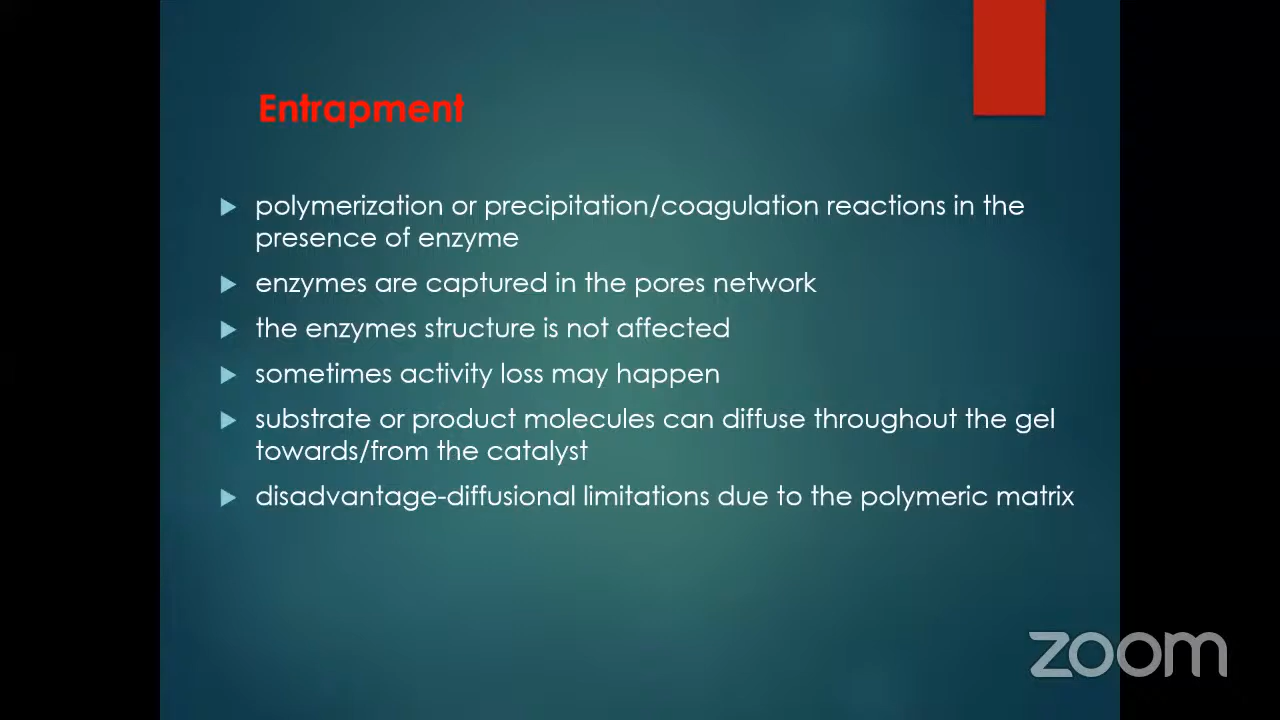 Entrapment
polymerization or precipitation/coagulation reactions in the
presence of enzyme
enzymes are captured in the pores network
the enzymes structure is not affected
sometimes activity loss may happen
substrate or product molecules can diffuse throughout the gel
towards/from the catalyst
disadvantage-diffusional limitations due to the polymeric matrix
zoom